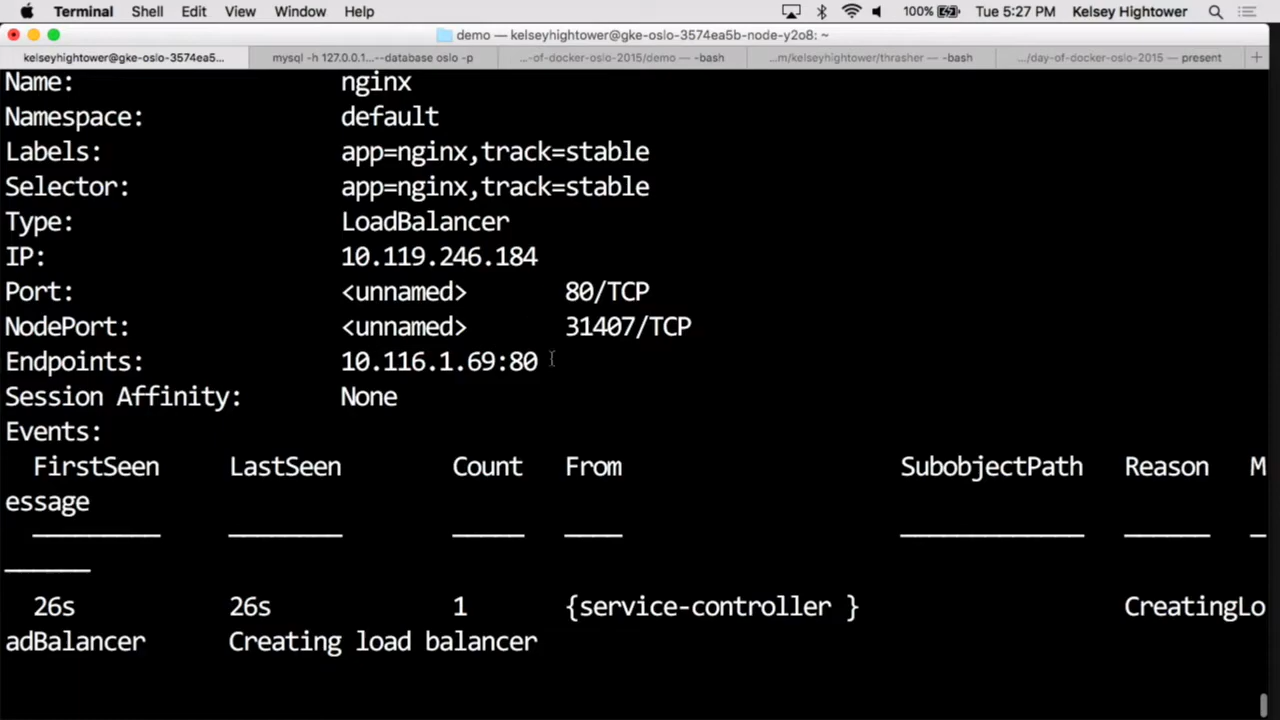 Terminal Shell Edit View Window Help 100% Tue 5:27 PM Kelsey Hightower
demo — kelseyhightower@gke-oslo-3574ea5b-node-y2o8: ~
kelseyhightower@gke-oslo-3574ea5... mysql -h 127.0.0.1...--database oslo -p ...-of-docker-oslo-2015/demo — -bash ...m/kelseyhightower/thrasher — -bash .../day-of-docker-oslo-2015 — present +
Name: nginx
Namespace: default
Labels: app=nginx,track=stable
Selector: app=nginx,track=stable
Type: LoadBalancer
IP: 10.119.246.184
Port: <unnamed> 80/TCP
NodePort: <unnamed> 31407/TCP
Endpoints: 10.116.1.69:80
Session Affinity: None
Events:
FirstSeen LastSeen Count From SubobjectPath Reason M
essage
26s 26s 1 {service-controller } CreatingLo
adBalancer Creating load balancer